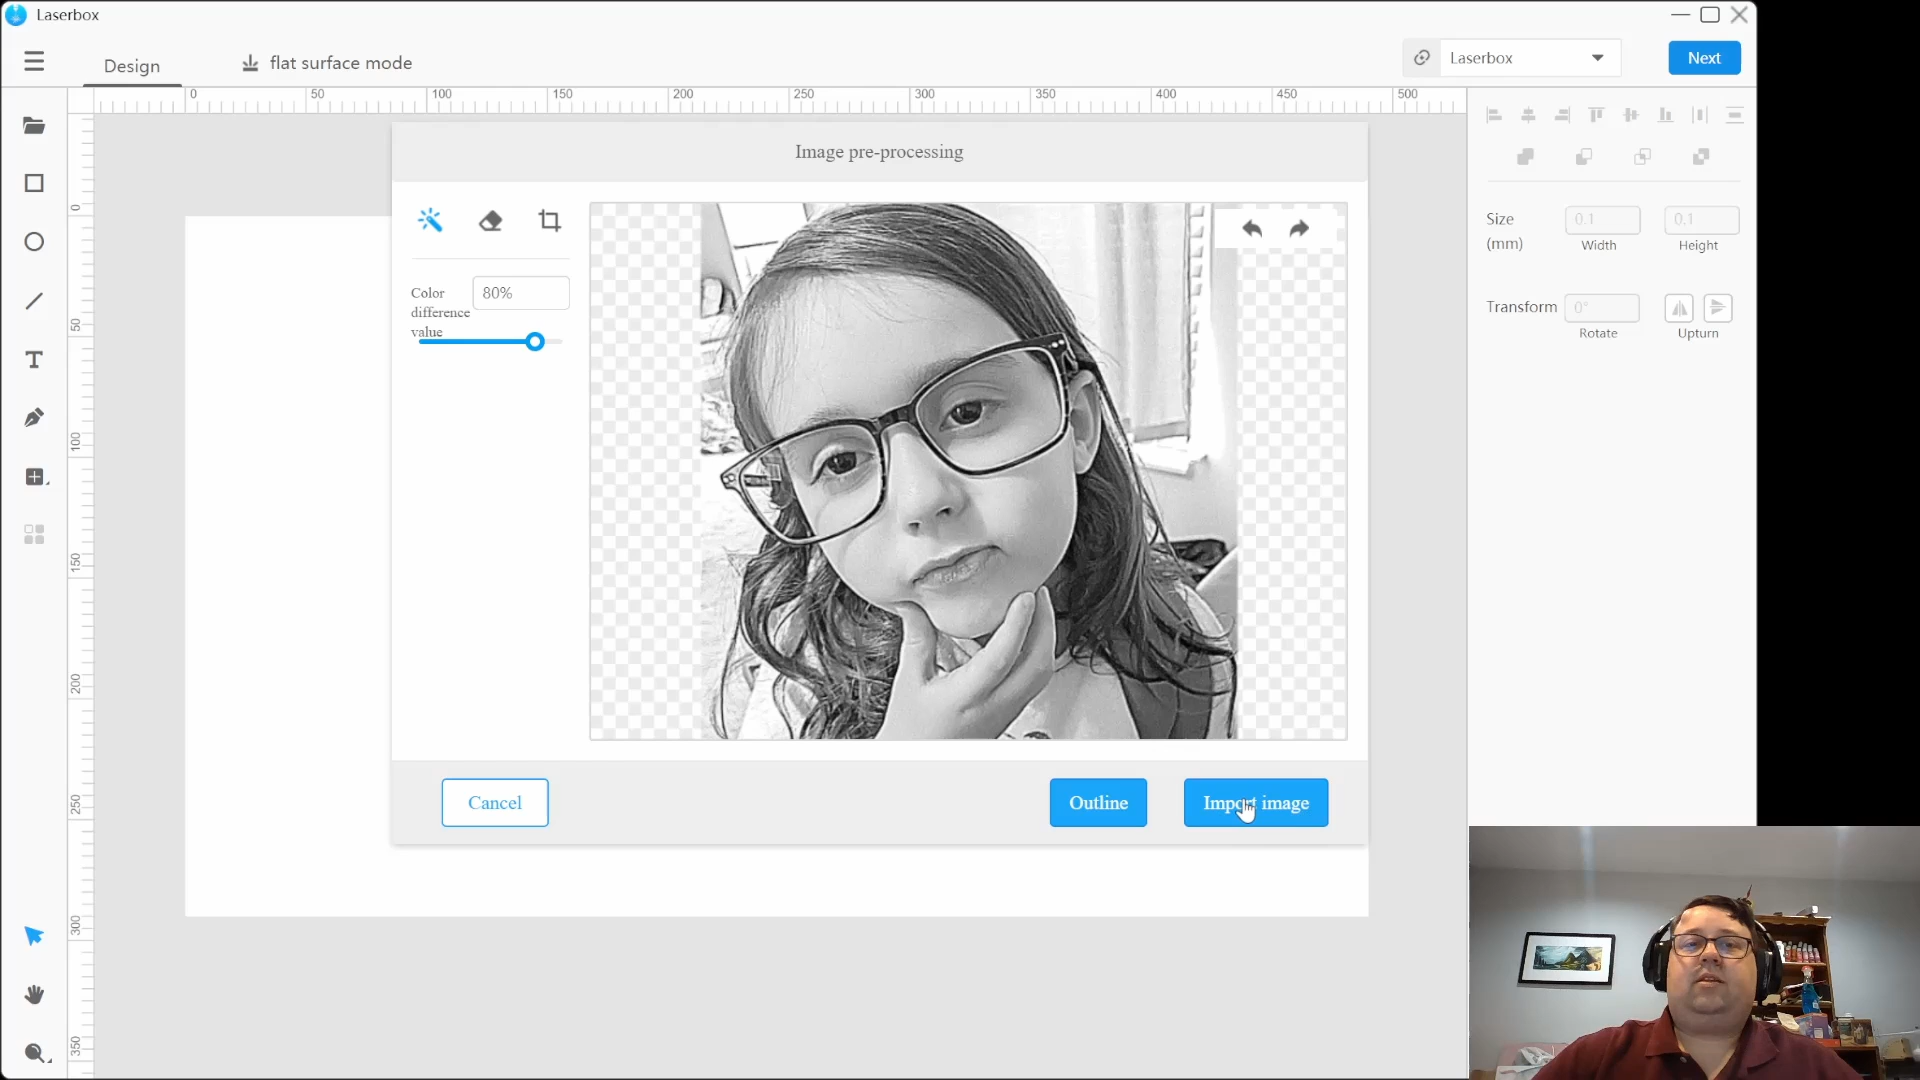 Laserbox
Design
flat surface mode
Laserbox
Next
0 50 100 150 200 250 300 350 400 450 500
0
50
100
150
200
250
300
350
Image pre-processing
Color
difference
value
80%
Cancel
Outline
Import image
Size
(mm)
0.1
0.1
Width
Height
Transform
0°
Rotate
Upturn